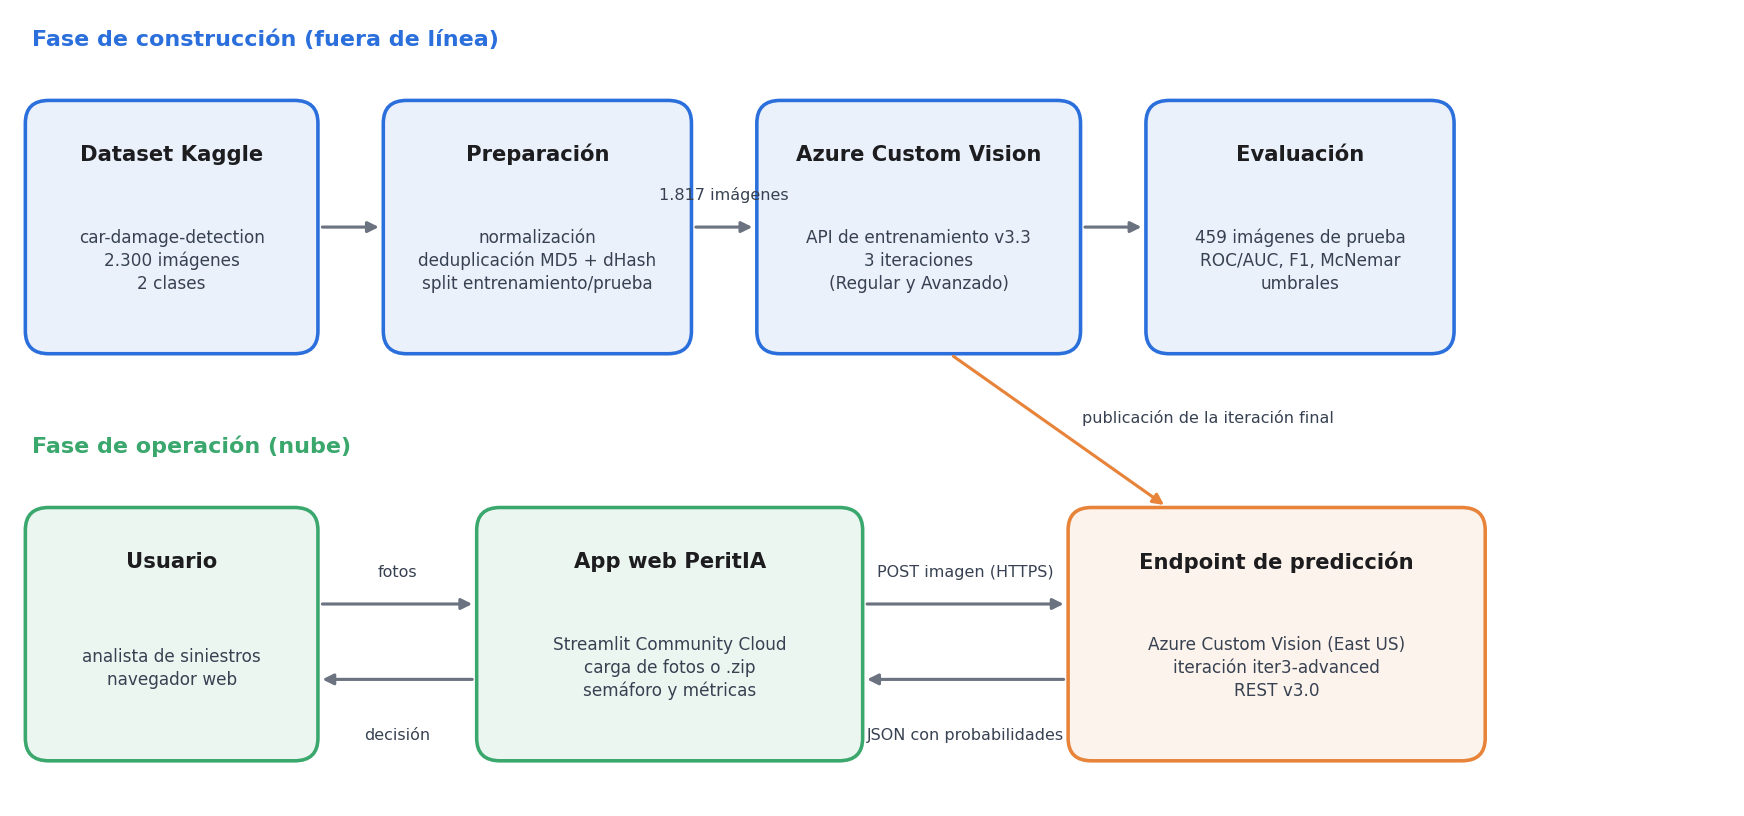 Fase de construcción (fuera de línea)
Dataset Kaggle
car-damage-detection
2.300 imágenes
2 clases
Preparación
normalización
deduplicación MD5 + dHash
split entrenamiento/prueba
1.817 imágenes
Azure Custom Vision
API de entrenamiento v3.3
3 iteraciones
(Regular y Avanzado)
Evaluación
459 imágenes de prueba
ROC/AUC, F1, McNemar
umbrales
publicación de la iteración final
Fase de operación (nube)
Usuario
analista de siniestros
navegador web
fotos
decisión
App web PeritIA
Streamlit Community Cloud
carga de fotos o .zip
semáforo y métricas
POST imagen (HTTPS)
JSON con probabilidades
Endpoint de predicción
Azure Custom Vision (East US)
iteración iter3-advanced
REST v3.0